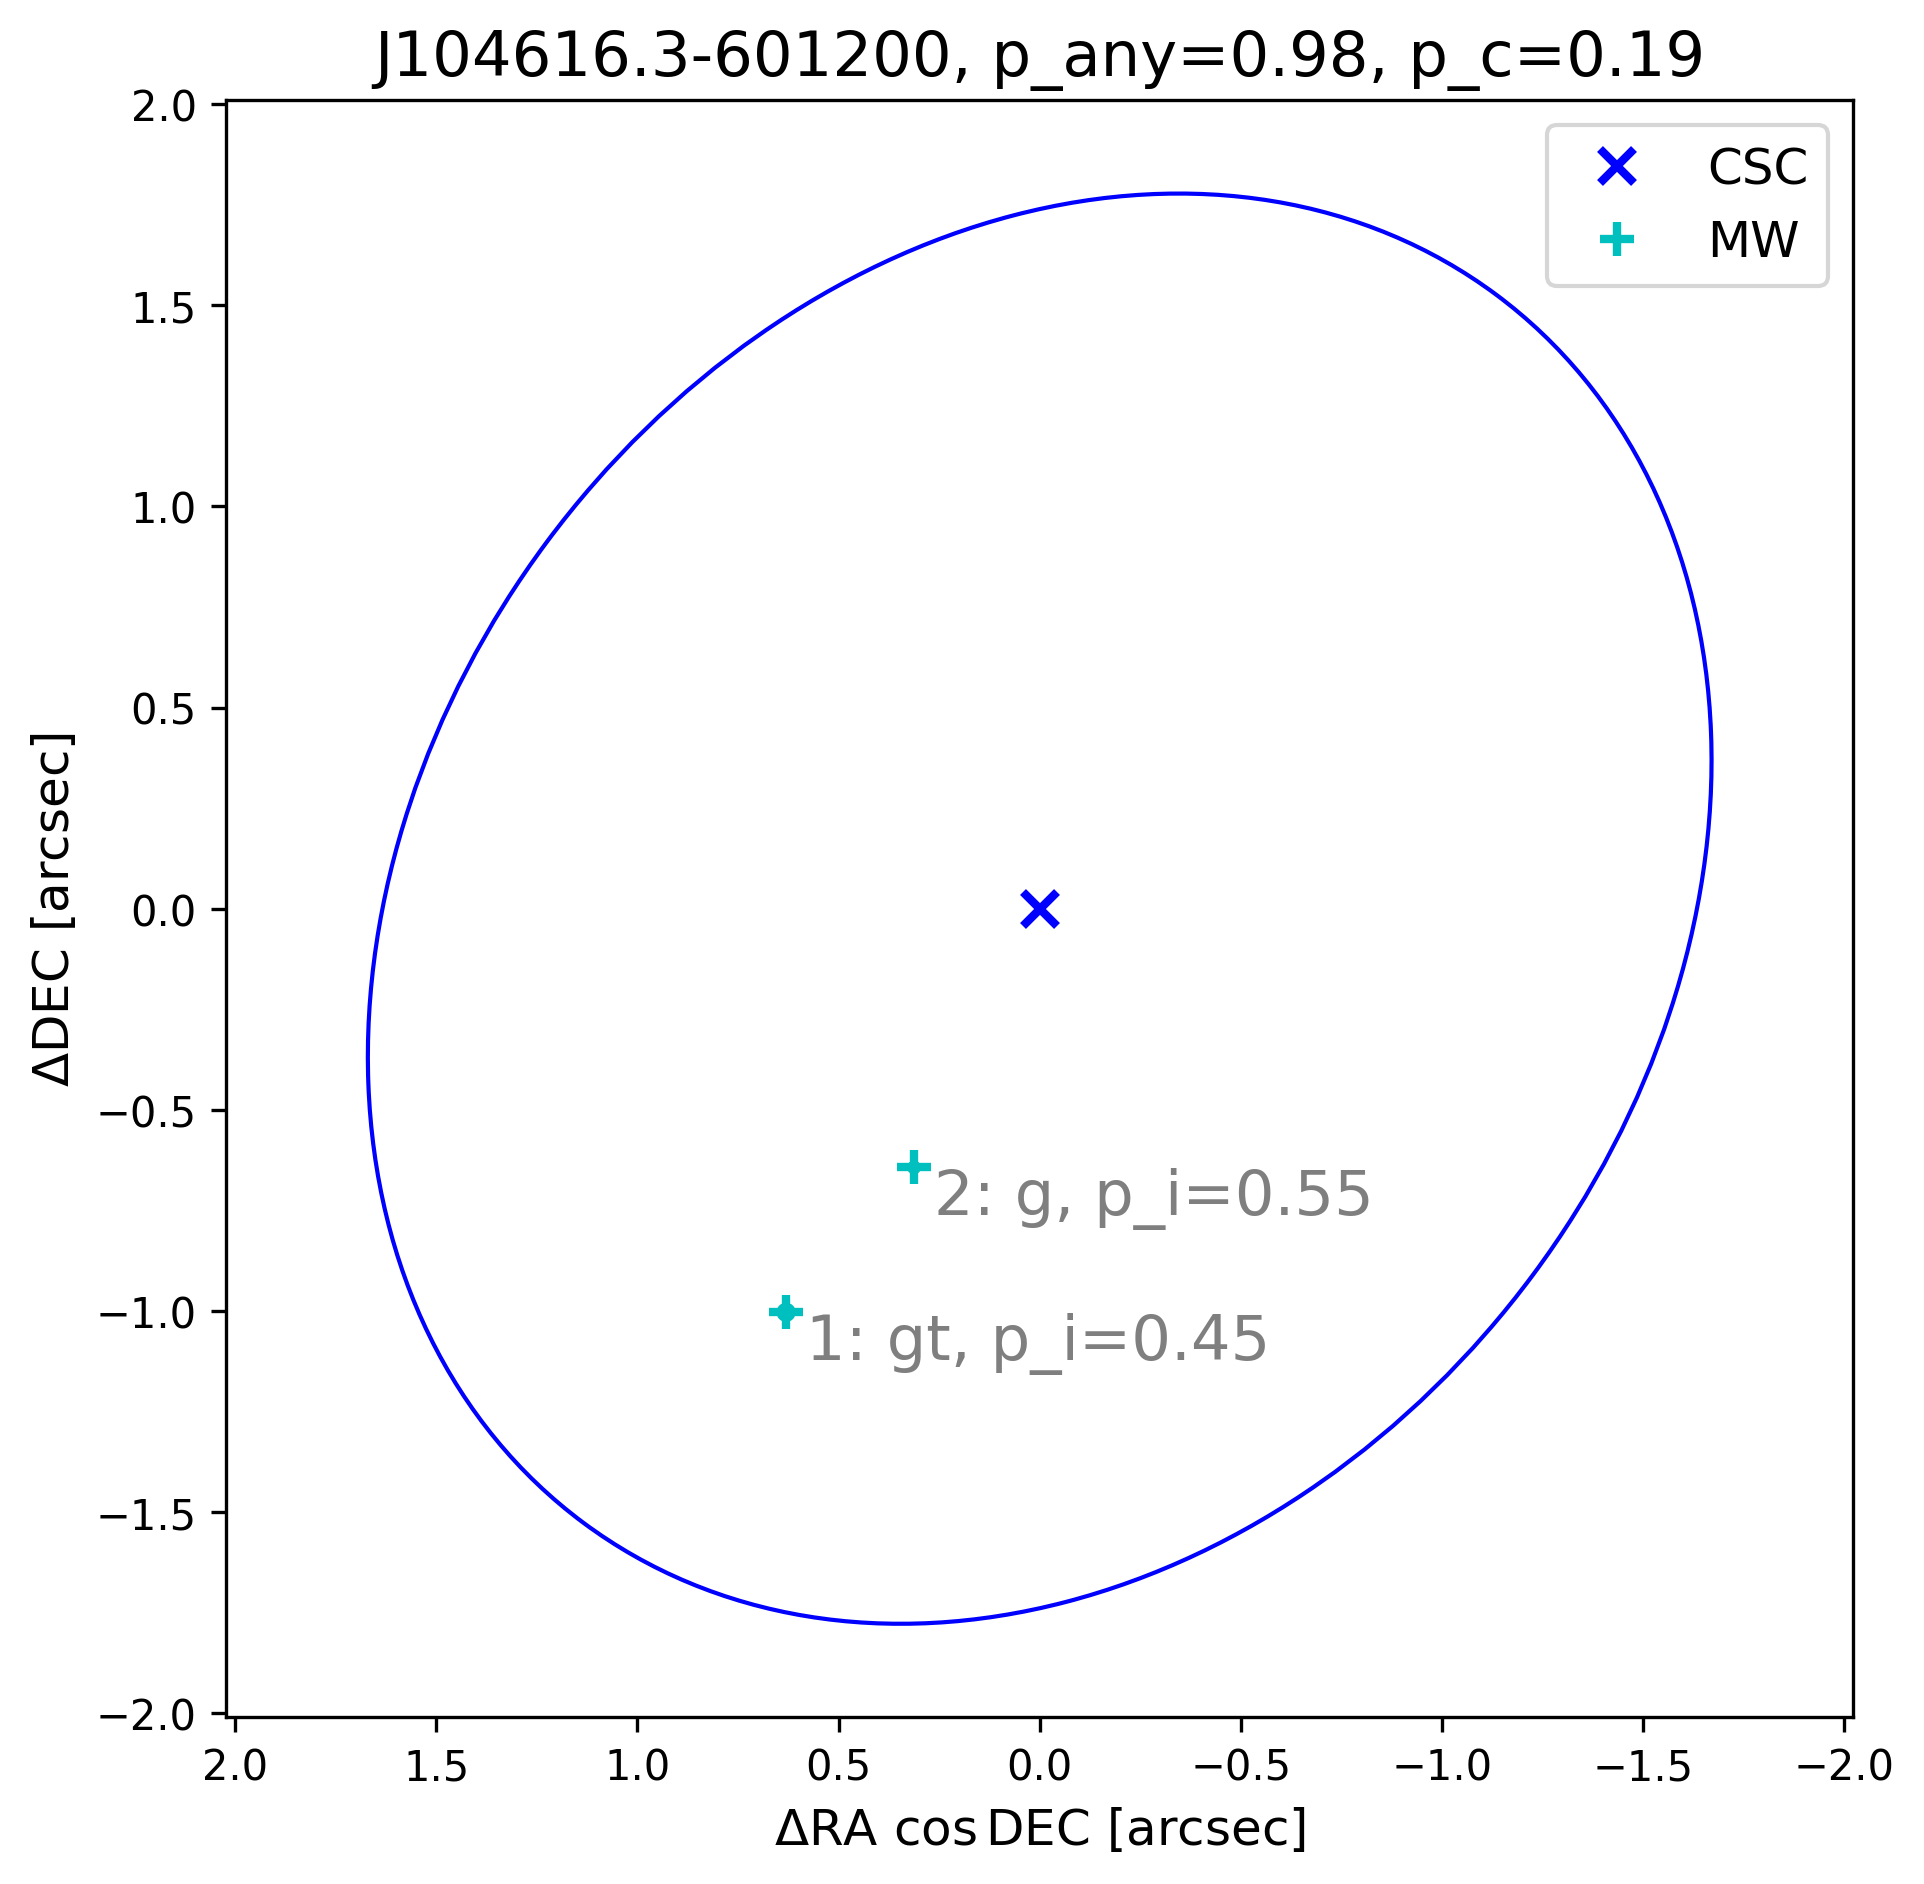 J104616.3-601200, p_any=0.98, p_c=0.19
CSC
MW
2.0
1.5
1.0
0.5
0.0
−0.5
−1.0
−1.5
−2.0
ΔDEC [arcsec]
2: g, p_i=0.55
1: gt, p_i=0.45
2.0 1.5 1.0 0.5 0.0 −0.5 −1.0 −1.5 −2.0
ΔRA cos DEC [arcsec]